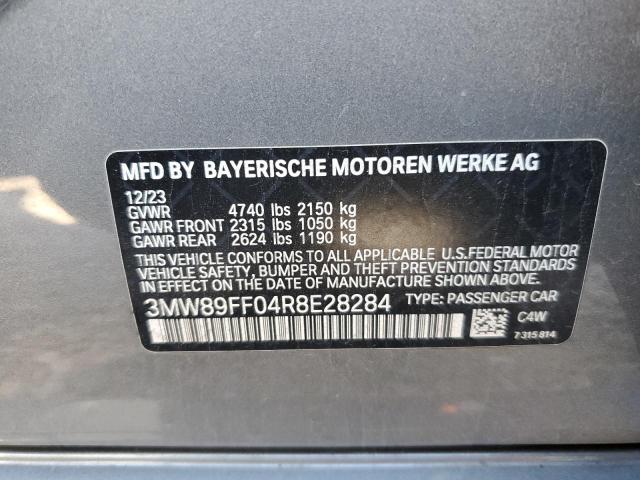 MFD BY BAYERISCHE MOTOREN WERKE AG
12/23
GVWR 4740 lbs 2150 kg
GAWR FRONT 2315 lbs 1050 kg
GAWR REAR 2624 lbs 1190 kg
THIS VEHICLE CONFORMS TO ALL APPLICABLE U.S.FEDERAL MOTOR
VEHICLE SAFETY, BUMPER AND THEFT PREVENTION STANDARDS
IN EFFECT ON THE DATE OF MANUFACTURE SHOWN ABOVE.
3MW89FF04R8E28284 TYPE: PASSENGER CAR
C4W
7 315 814